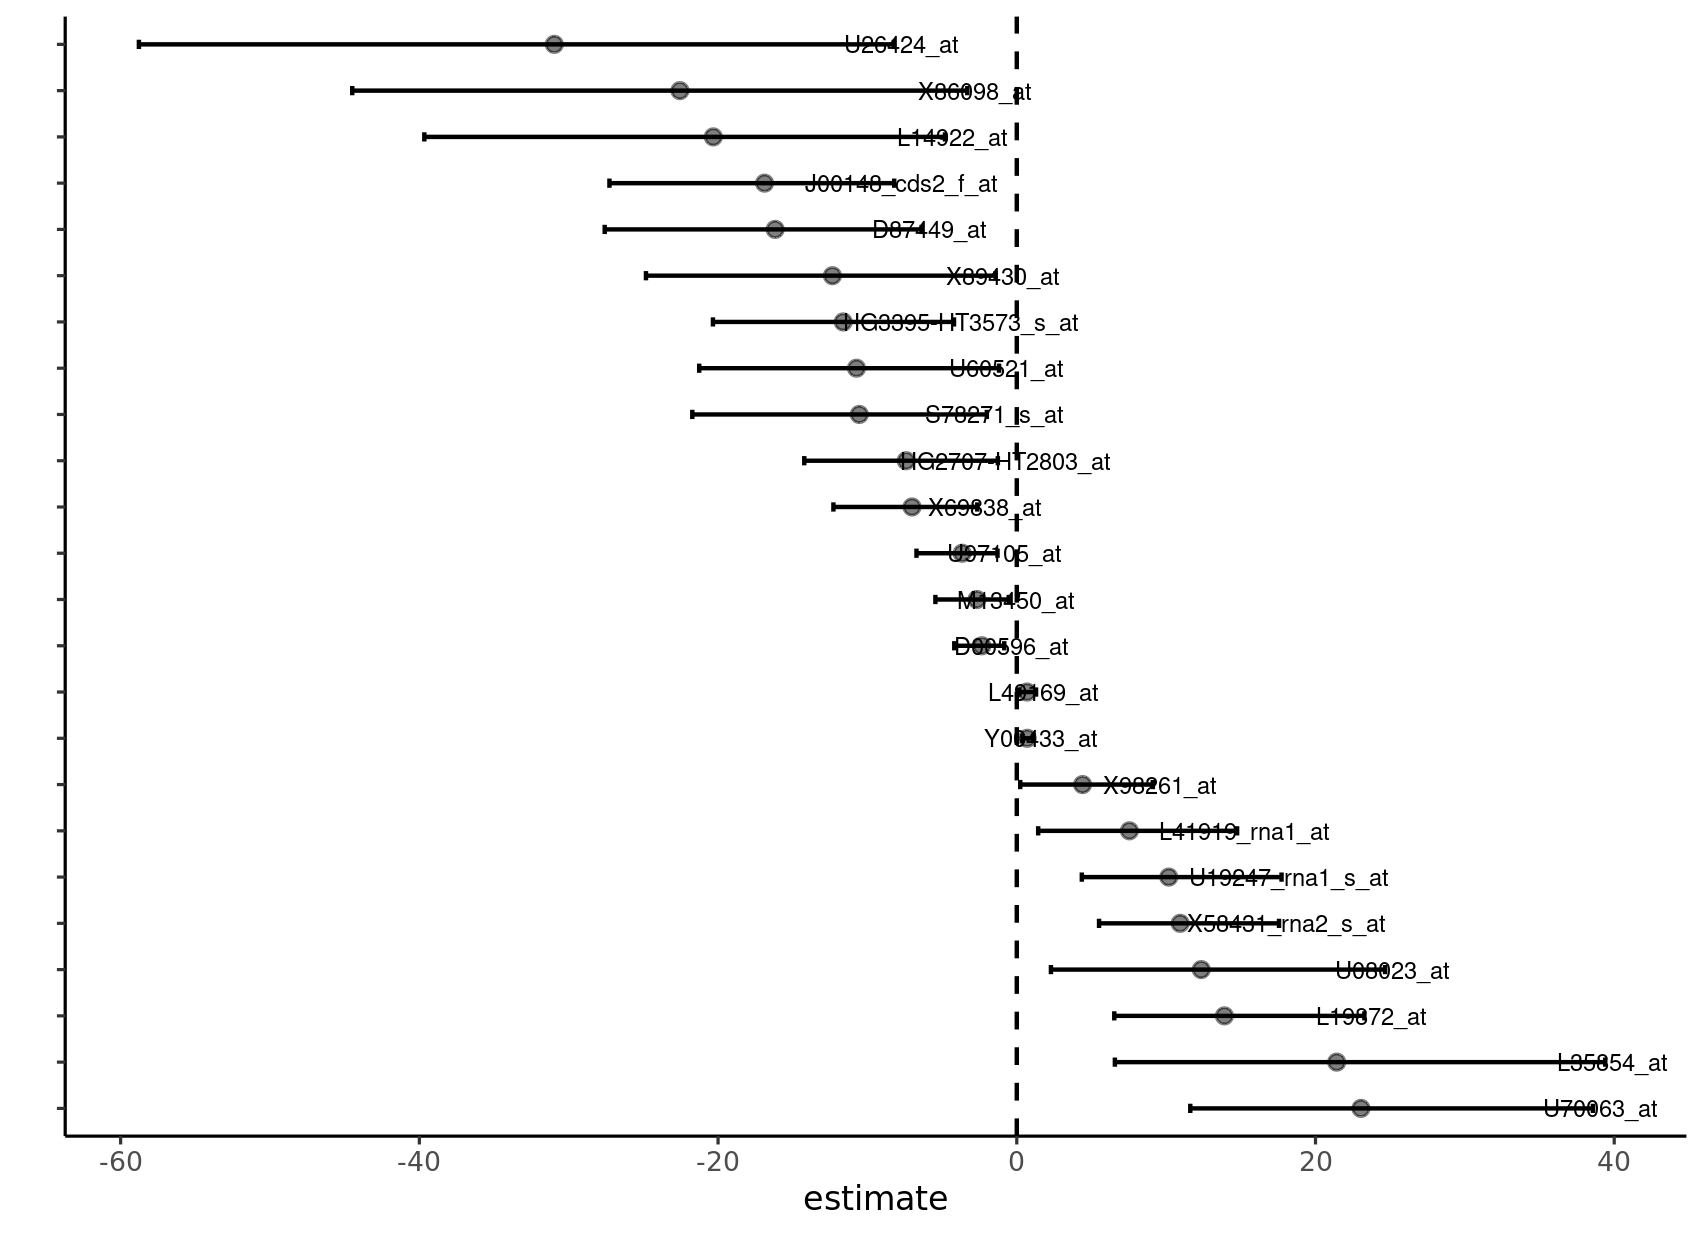 U26424_at
X86098_at
L14922_at
J00148_cds2_f_at
D87449_at
X89430_at
HG3395-HT3573_s_at
U60521_at
S78271_s_at
HG2707-HT2803_at
X69838_at
U97105_at
M13450_at
D00596_at
L49169_at
Y00433_at
X98261_at
L41919_rna1_at
U19247_rna1_s_at
X58431_rna2_s_at
U08023_at
L19872_at
L35854_at
U70063_at
-60 -40 -20 0 20 40
estimate